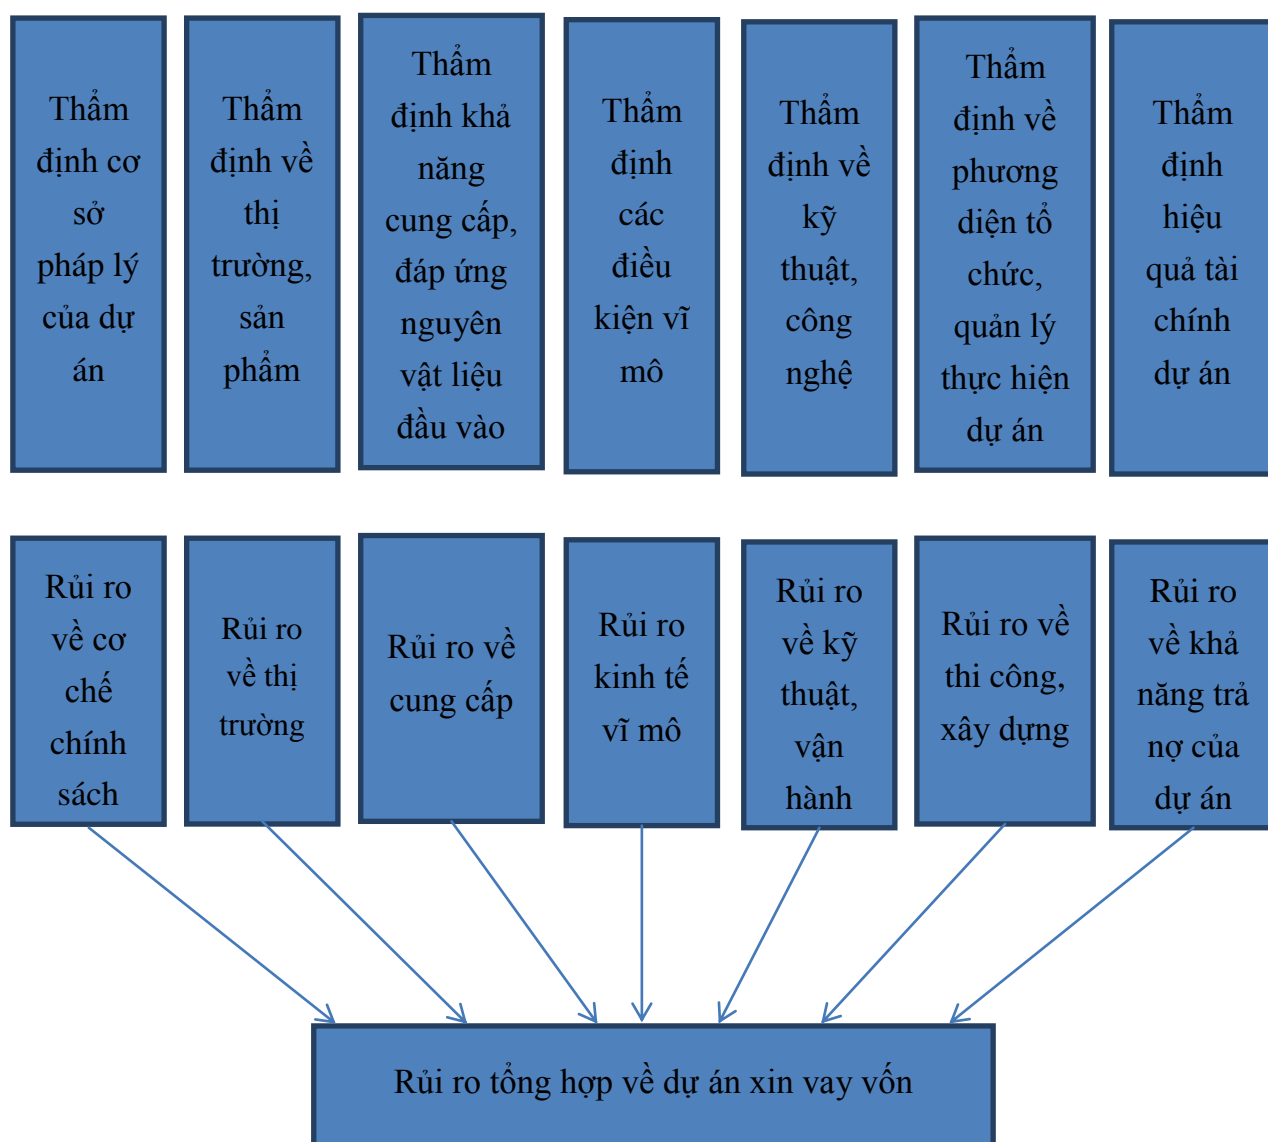 Thẩm
định cơ
sở
pháp lý
của dự
án
Thẩm
định về
thị
trường,
sản
phẩm
Thẩm
định khả
năng
cung cấp,
đáp ứng
nguyên
vật liệu
đầu vào
Thẩm
định
các
điều
kiện vĩ
mô
Thẩm
định về
kỹ
thuật,
công
nghệ
Thẩm
định về
phương
diện tổ
chức,
quản lý
thực hiện
dự án
Thẩm
định
hiệu
quả tài
chính
dự án
Rủi ro
về cơ
chế
chính
sách
Rủi ro
về thị
trường
Rủi ro về
cung cấp
Rủi ro
kinh tế
vĩ mô
Rủi ro
về kỹ
thuật,
vận
hành
Rủi ro về
thi công,
xây dựng
Rủi ro
về khả
năng trả
nợ của
dự án
Rủi ro tổng hợp về dự án xin vay vốn